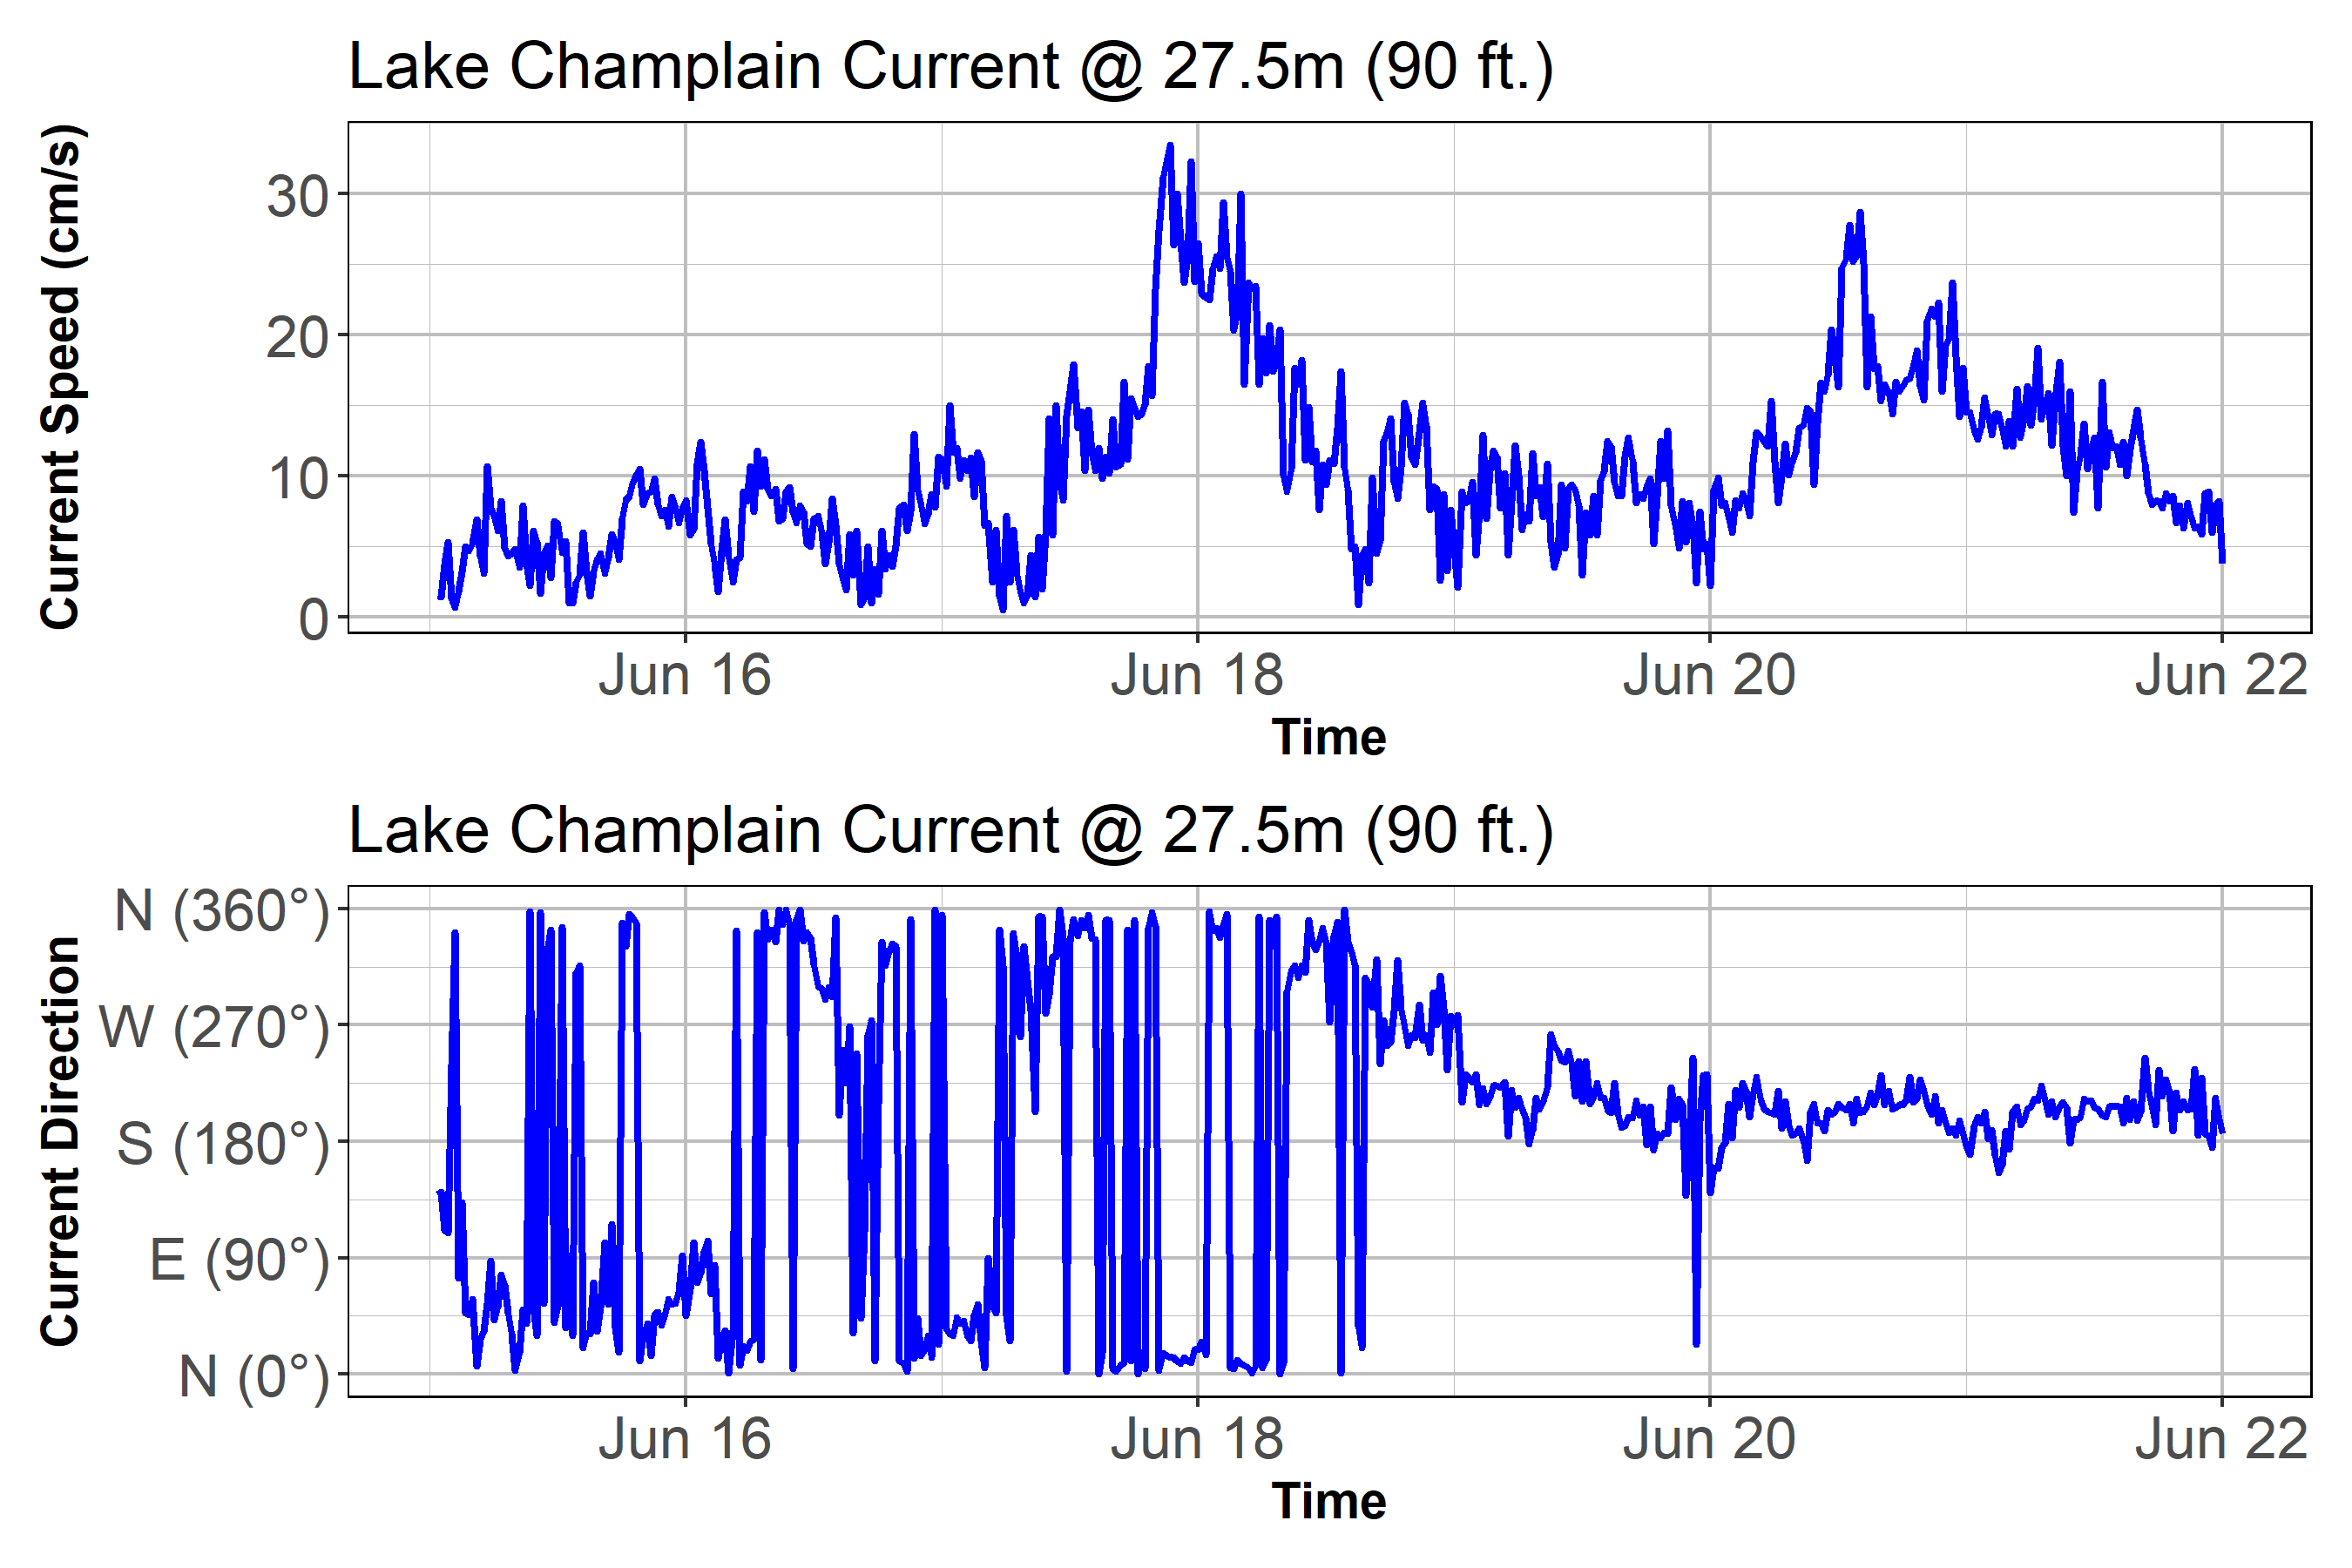 Lake Champlain Current @ 27.5m (90 ft.)
Current Speed (cm/s)
30
20
10
0
Jun 16 Jun 18 Jun 20 Jun 22
Time
Lake Champlain Current @ 27.5m (90 ft.)
Current Direction
N (360°)
W (270°)
S (180°)
E (90°)
N (0°)
Jun 16 Jun 18 Jun 20 Jun 22
Time